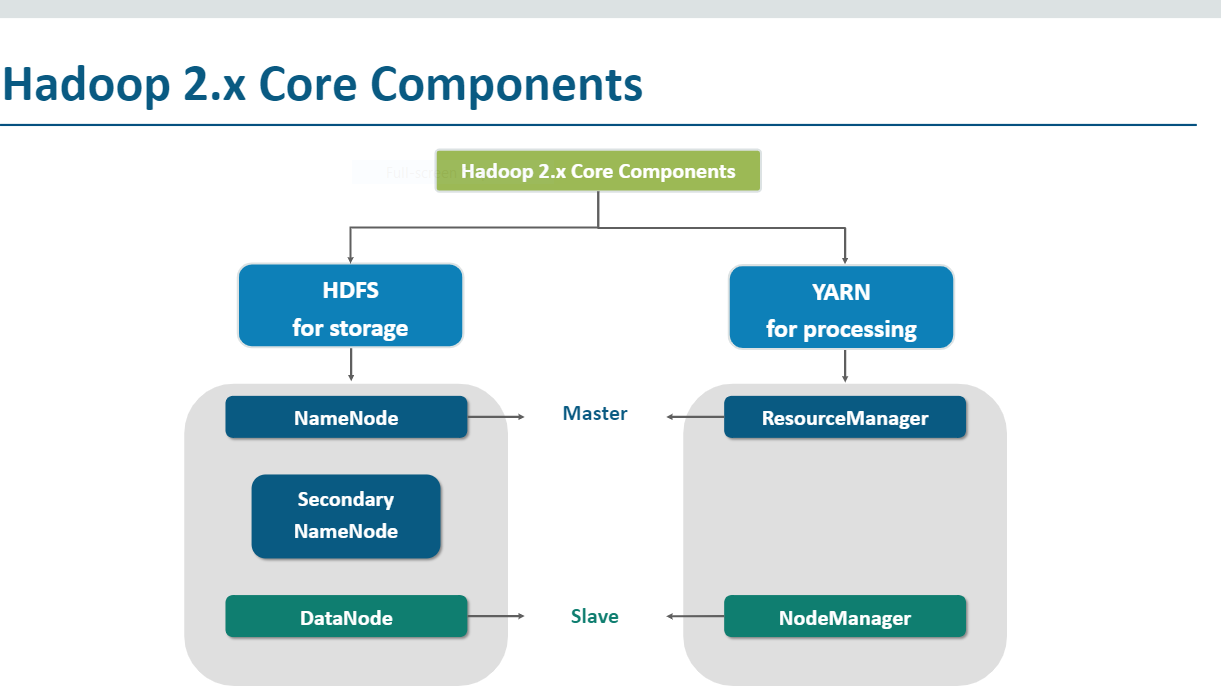 Hadoop 2.x Core Components
Full-screen
Hadoop 2.x Core Components
HDFS
for storage
YARN
for processing
NameNode
Master
ResourceManager
Secondary
NameNode
DataNode
Slave
NodeManager